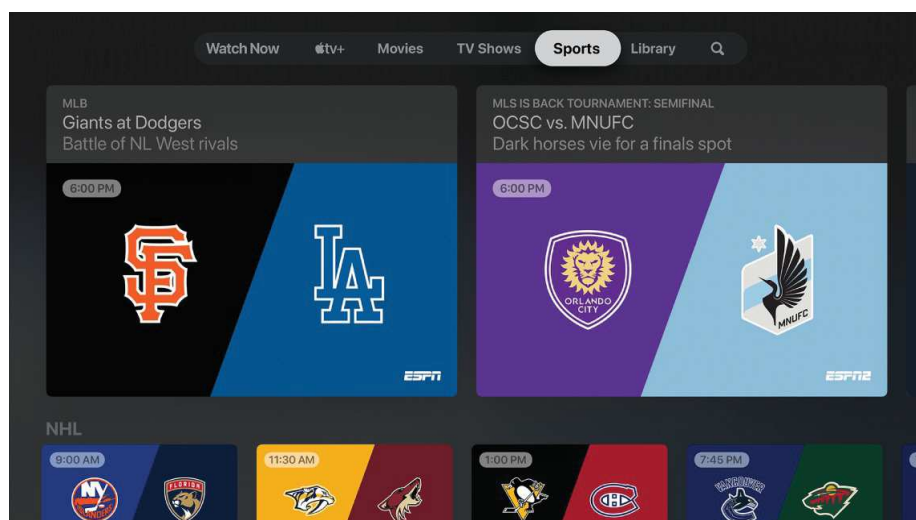 Watch Now tv+ Movies TV Shows Sports Library
MLB
Giants at Dodgers
Battle of NL West rivals
6:00 PM
SF
LA
ESPN
MLS IS BACK TOURNAMENT: SEMIFINAL
OCSC vs. MNUFC
Dark horses vie for a finals spot
6:00 PM
ORLANDO
CITY
MNUFC
ESPN2
NHL
9:00 AM
NY
ISLANDERS
FLORIDA
11:30 AM
1:00 PM
CH
7:45 PM
VANCOUVER